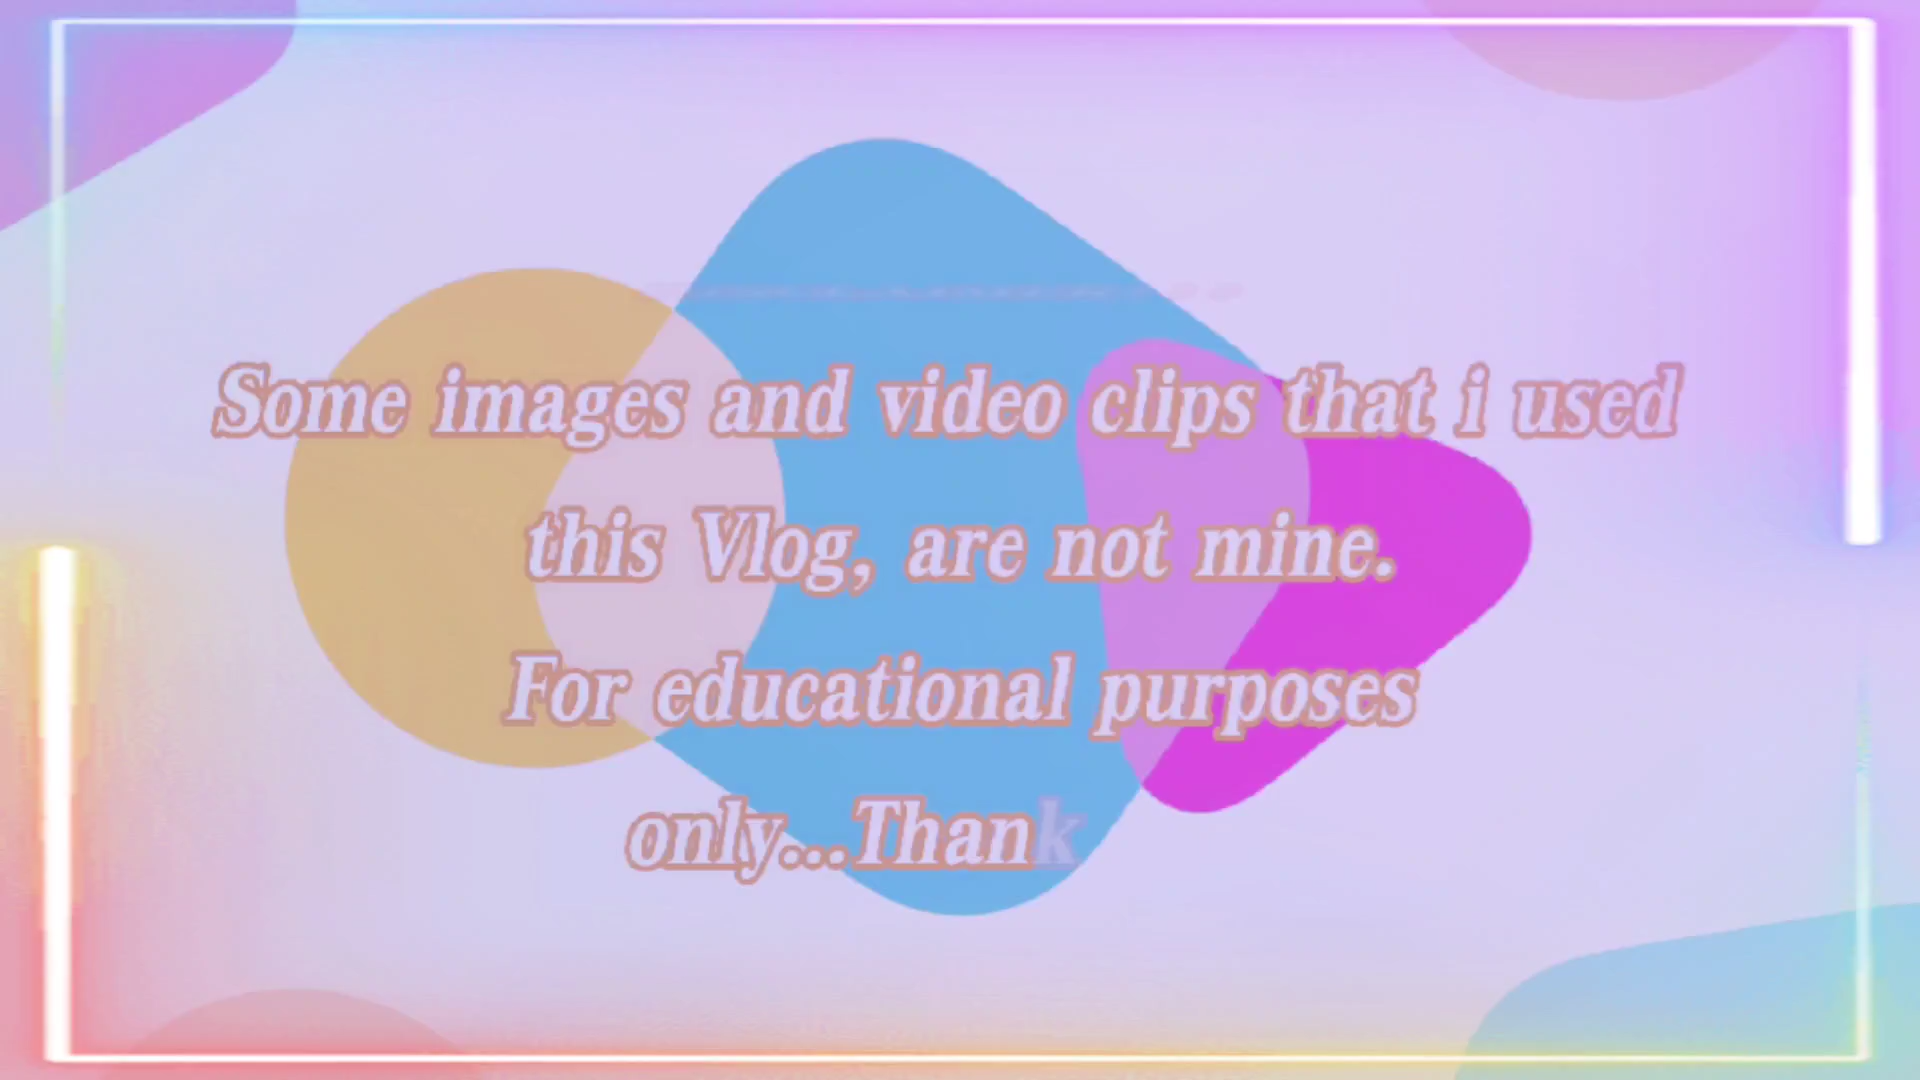 Some images and video clips that i used
this Vlog, are not mine.
For educational purposes
only...Thank